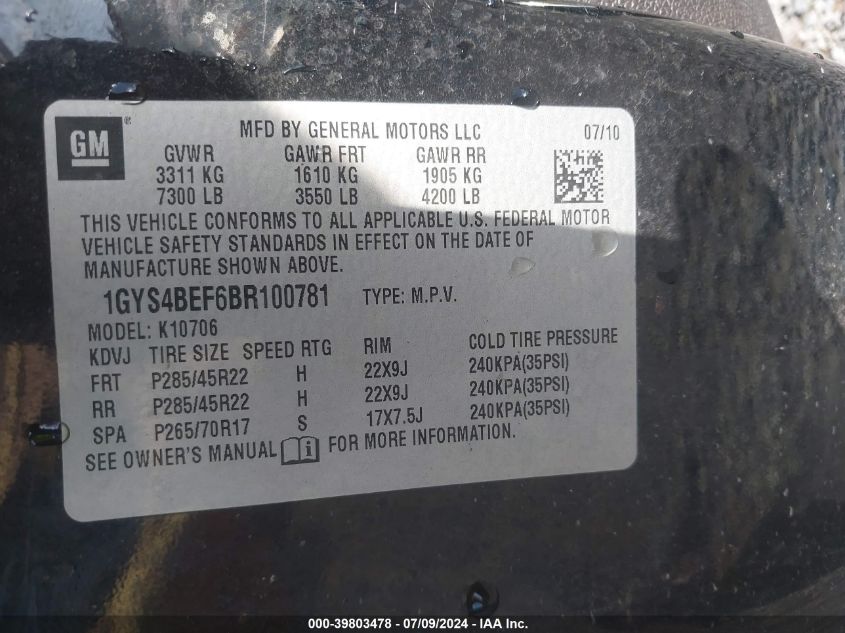 GM ® MFD BY GENERAL MOTORS LLC 07/10
GVWR GAWR FRT GAWR RR
3311 KG 1610 KG 1905 KG
7300 LB 3550 LB 4200 LB
THIS VEHICLE CONFORMS TO ALL APPLICABLE U.S. FEDERAL MOTOR
VEHICLE SAFETY STANDARDS IN EFFECT ON THE DATE OF
MANUFACTURE SHOWN ABOVE.
1GYS4BEF6BR100781 TYPE: M.P.V.
MODEL: K10706
KDVJ TIRE SIZE SPEED RTG RIM COLD TIRE PRESSURE
FRT P285/45R22 H 22X9J 240KPA(35PSI)
RR P285/45R22 H 22X9J 240KPA(35PSI)
SPA P265/70R17 S 17X7.5J 240KPA(35PSI)
SEE OWNER'S MANUAL FOR MORE INFORMATION.
000-39803478 - 07/09/2024 - IAA Inc.